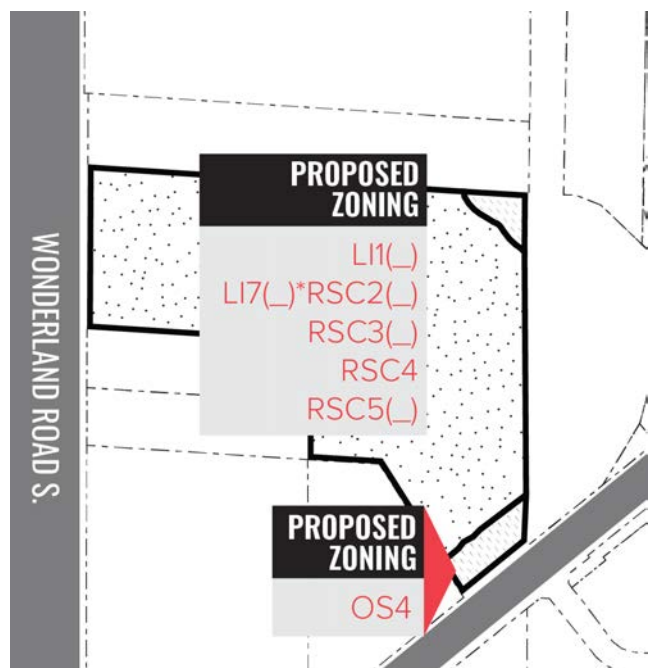 WONDERLAND ROAD S.
PROPOSED
ZONING
LI1(_)
LI7(_)*RSC2(_)
RSC3(_)
RSC4
RSC5(_)
PROPOSED
ZONING
OS4